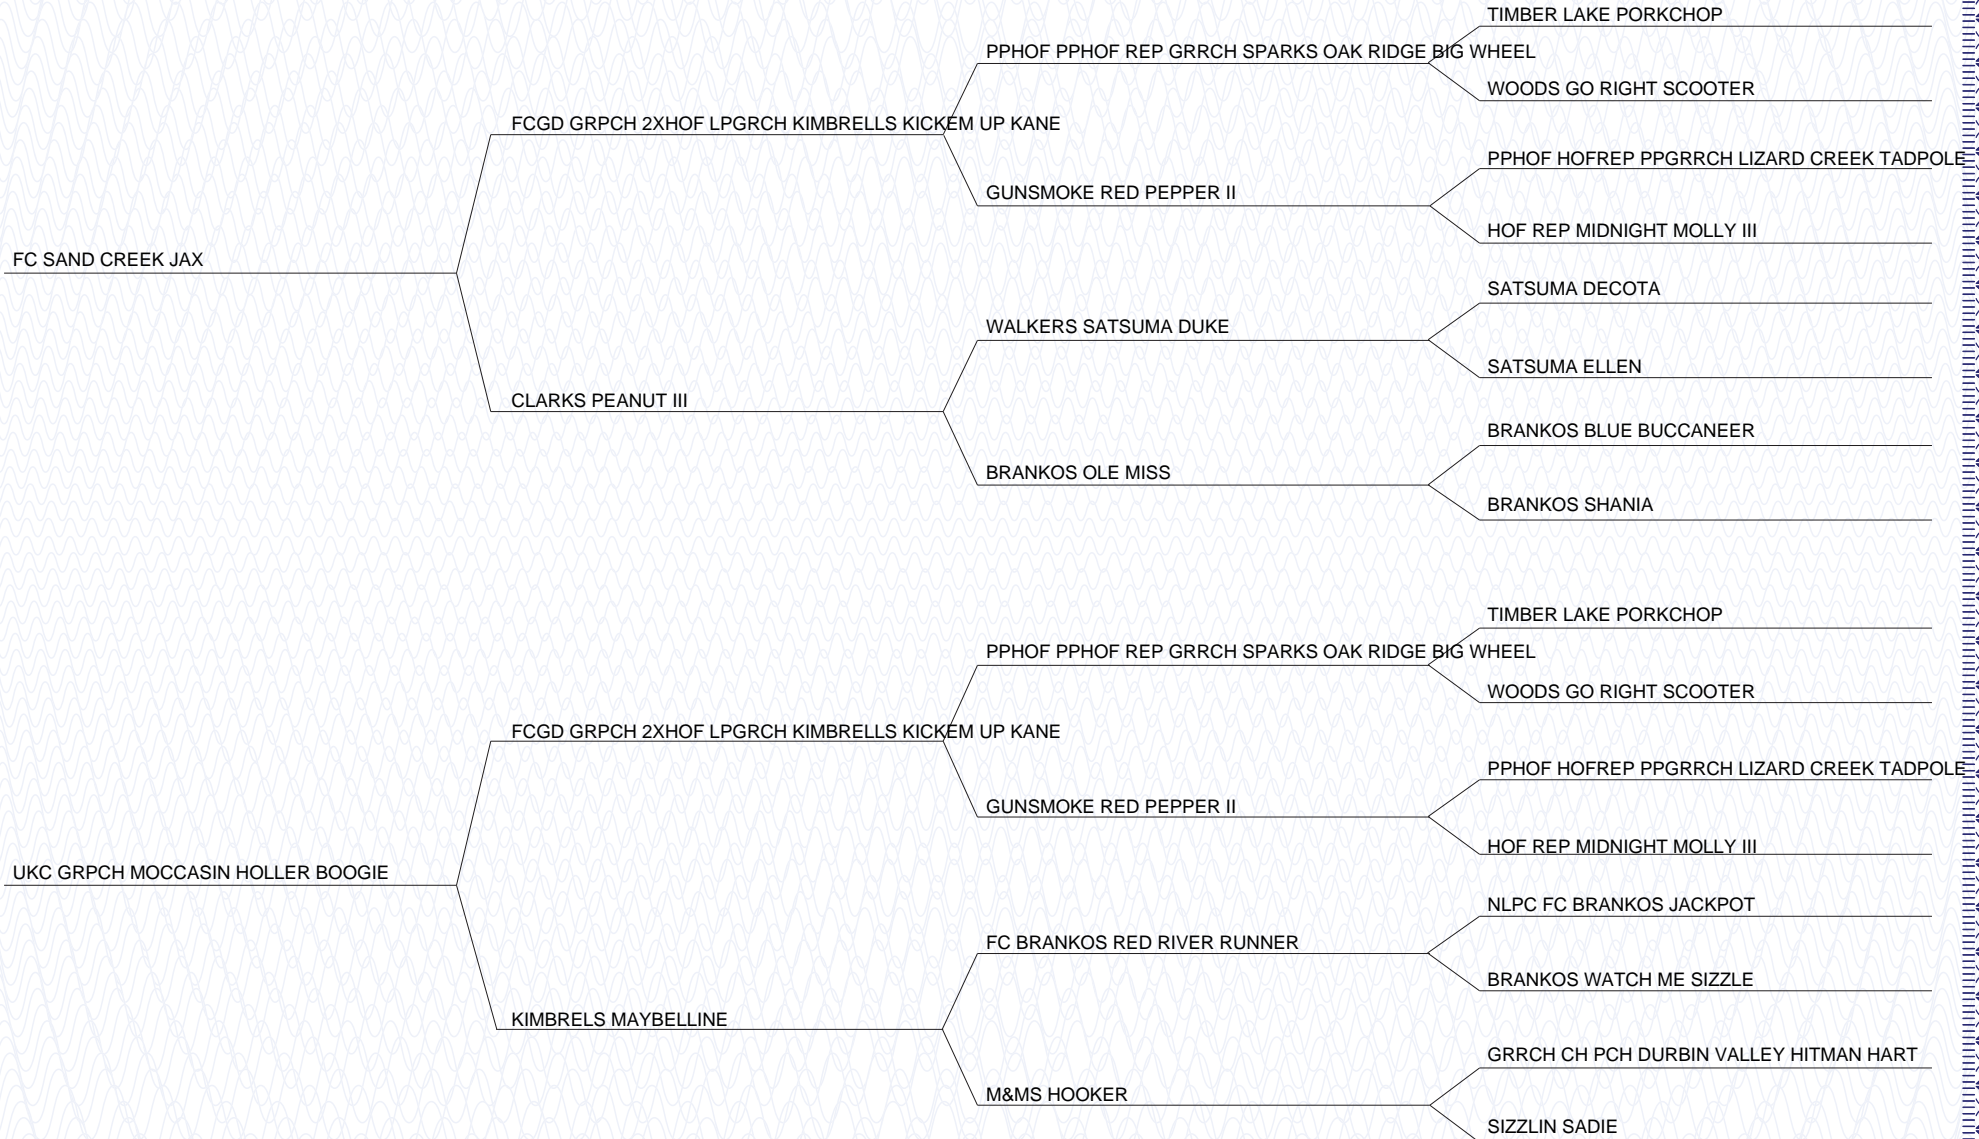 TIMBER LAKE PORKCHOP
PPHOF PPHOF REP GRRCH SPARKS OAK RIDGE BIG WHEEL
WOODS GO RIGHT SCOOTER
FCGD GRPCH 2XHOF LPGRCH KIMBRELLS KICKEM UP KANE
PPHOF HOFREP PPGRRCH LIZARD CREEK TADPOLE
GUNSMOKE RED PEPPER II
HOF REP MIDNIGHT MOLLY III
FC SAND CREEK JAX
SATSUMA DECOTA
WALKERS SATSUMA DUKE
SATSUMA ELLEN
CLARKS PEANUT III
BRANKOS BLUE BUCCANEER
BRANKOS OLE MISS
BRANKOS SHANIA
TIMBER LAKE PORKCHOP
PPHOF PPHOF REP GRRCH SPARKS OAK RIDGE BIG WHEEL
WOODS GO RIGHT SCOOTER
FCGD GRPCH 2XHOF LPGRCH KIMBRELLS KICKEM UP KANE
PPHOF HOFREP PPGRRCH LIZARD CREEK TADPOLE
GUNSMOKE RED PEPPER II
HOF REP MIDNIGHT MOLLY III
UKC GRPCH MOCCASIN HOLLER BOOGIE
NLPC FC BRANKOS JACKPOT
FC BRANKOS RED RIVER RUNNER
BRANKOS WATCH ME SIZZLE
KIMBRELS MAYBELLINE
GRRCH CH PCH DURBIN VALLEY HITMAN HART
M&MS HOOKER
SIZZLIN SADIE